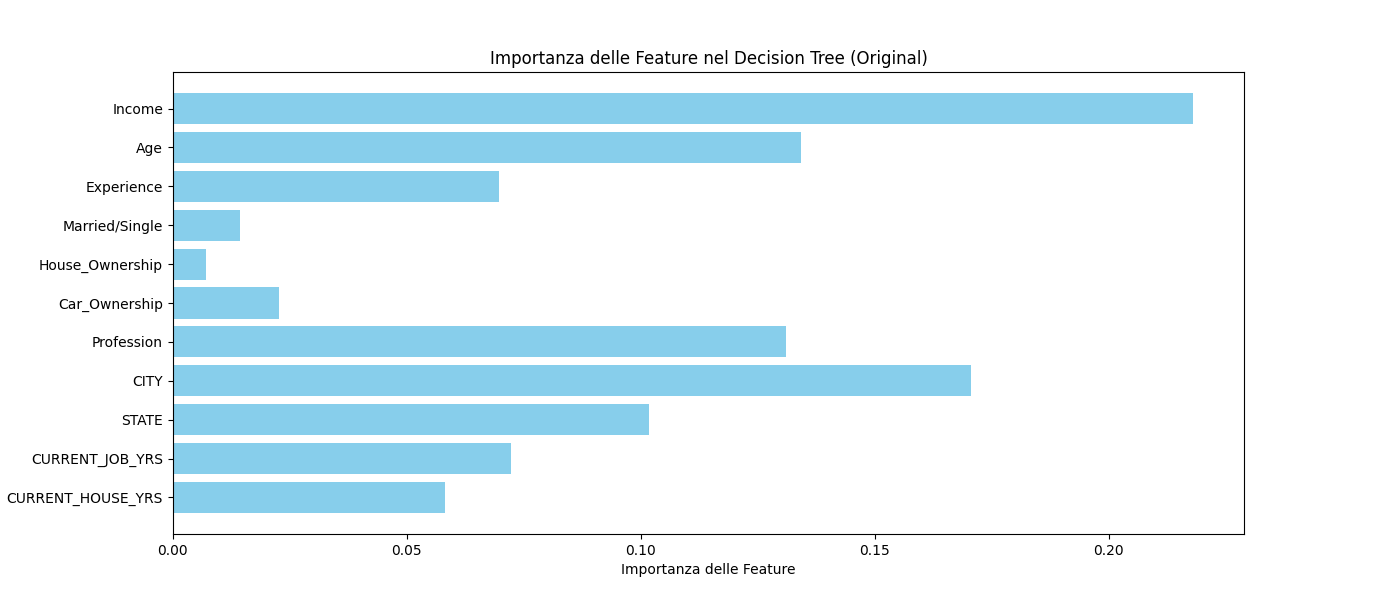 Importanza delle Feature nel Decision Tree (Original)
Income
Age
Experience
Married/Single
House_Ownership
Car_Ownership
Profession
CITY
STATE
CURRENT_JOB_YRS
CURRENT_HOUSE_YRS
0.00 0.05 0.10 0.15 0.20
Importanza delle Feature